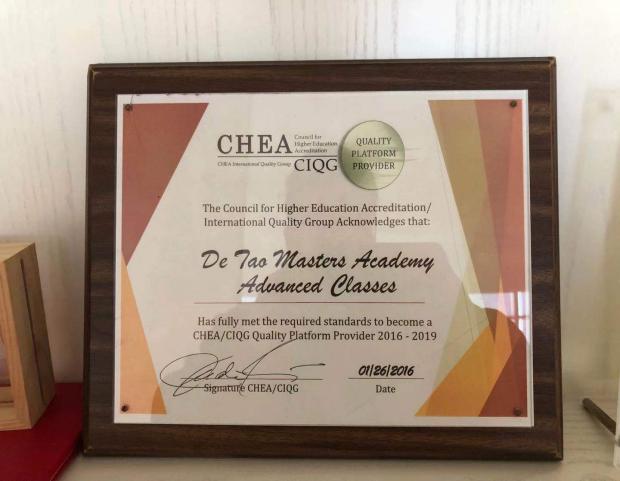 CHEA
Council for
Higher Education
Accreditation
CHEA International Quality Group
CIQG
QUALITY
PLATFORM
PROVIDER
The Council for Higher Education Accreditation/
International Quality Group Acknowledges that:
De Tao Masters Academy
Advanced Classes
Has fully met the required standards to become a
CHEA/CIQG Quality Platform Provider 2016 - 2019
01/26/2016
Signature CHEA/CIQG
Date